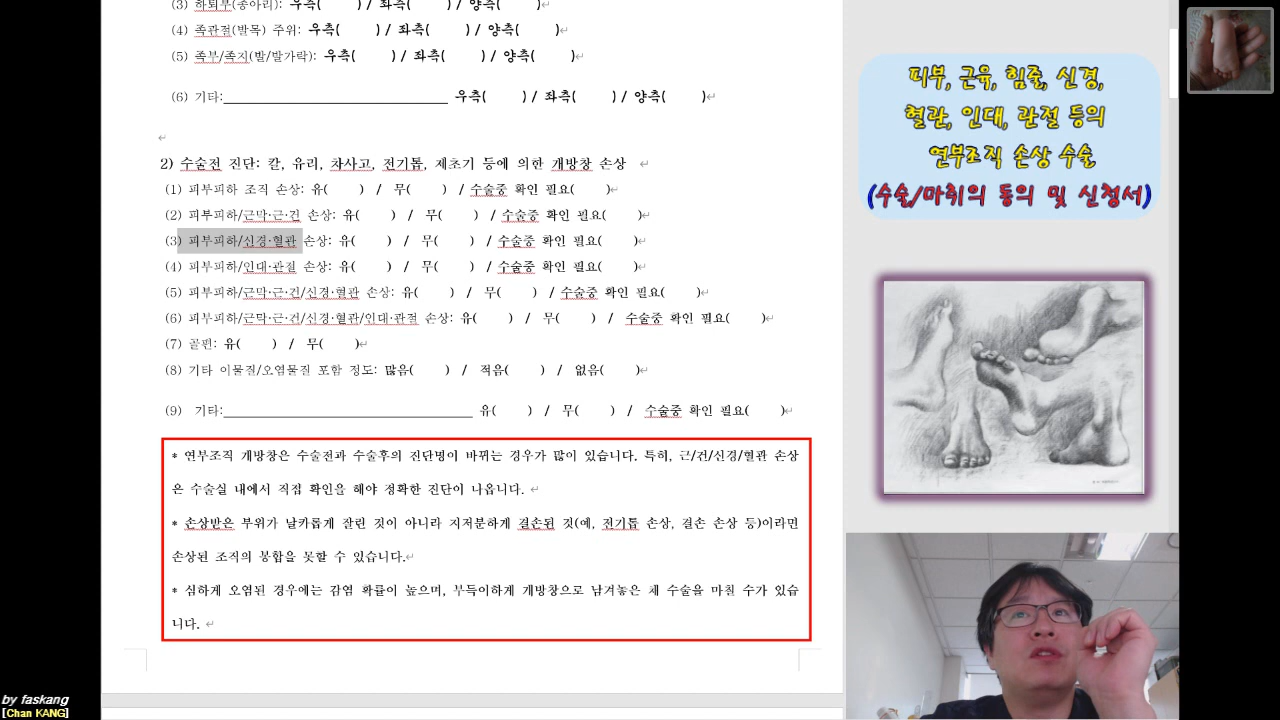 (3) 하퇴부(종아리): 우측(    ) / 좌측(    ) / 양측(    )
(4) 족관절(발목) 주위: 우측(    ) / 좌측(    ) / 양측(    )
(5) 족부/족지(발/발가락): 우측(    ) / 좌측(    ) / 양측(    )
(6) 기타:______________________________ 우측(    ) / 좌측(    ) / 양측(    )
2) 수술전 진단: 칼, 유리, 차사고, 전기톱, 제초기 등에 의한 개방창 손상
(1) 피부피하 조직 손상: 유(    ) / 무(    ) / 수술중 확인 필요(    )
(2) 피부피하/근막·근·건 손상: 유(    ) / 무(    ) / 수술중 확인 필요(    )
(3) 피부피하/신경·혈관 손상: 유(    ) / 무(    ) / 수술중 확인 필요(    )
(4) 피부피하/인대·관절 손상: 유(    ) / 무(    ) / 수술중 확인 필요(    )
(5) 피부피하/근막·근·건/신경·혈관 손상: 유(    ) / 무(    ) / 수술중 확인 필요(    )
(6) 피부피하/근막·근·건/신경·혈관/인대·관절 손상: 유(    ) / 무(    ) / 수술중 확인 필요(    )
(7) 골편: 유(    ) / 무(    )
(8) 기타 이물질/오염물질 포함 정도: 많음(    ) / 적음(    ) / 없음(    )
(9) 기타:__________________________________ 유(    ) / 무(    ) / 수술중 확인 필요(    )
* 연부조직 개방창은 수술전과 수술후의 진단명이 바뀌는 경우가 많이 있습니다. 특히, 근/건/신경/혈관 손상
은 수술실 내에서 직접 확인을 해야 정확한 진단이 나옵니다.
* 손상받은 부위가 날카롭게 잘린 것이 아니라 지저분하게 결손된 것(예, 전기톱 손상, 결손 손상 등)이라면
손상된 조직의 봉합을 못할 수 있습니다.
* 심하게 오염된 경우에는 감염 확률이 높으며, 부득이하게 개방창으로 남겨놓은 채 수술을 마칠 수가 있습
니다.
피부, 근육, 힘줄, 신경,
혈관, 인대, 관절 등의
연부조직 손상 수술
(수술/마취의 동의 및 신청서)
by faskang
[Chan KANG]